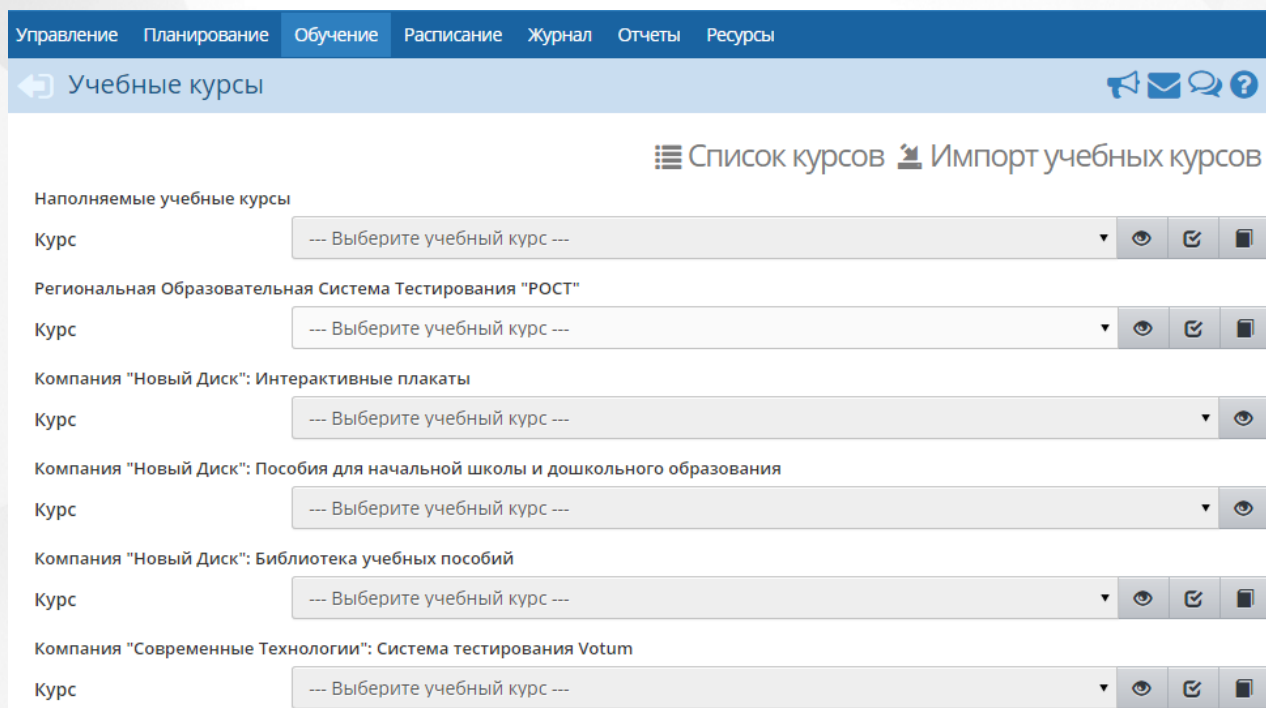 Управление Планирование Обучение Расписание Журнал Отчеты Ресурсы
Учебные курсы
Список курсов Импорт учебных курсов
Наполняемые учебные курсы
Курс --- Выберите учебный курс ---
Региональная Образовательная Система Тестирования "РОСТ"
Курс --- Выберите учебный курс ---
Компания "Новый Диск": Интерактивные плакаты
Курс --- Выберите учебный курс ---
Компания "Новый Диск": Пособия для начальной школы и дошкольного образования
Курс --- Выберите учебный курс ---
Компания "Новый Диск": Библиотека учебных пособий
Курс --- Выберите учебный курс ---
Компания "Современные Технологии": Система тестирования Votum
Курс --- Выберите учебный курс ---